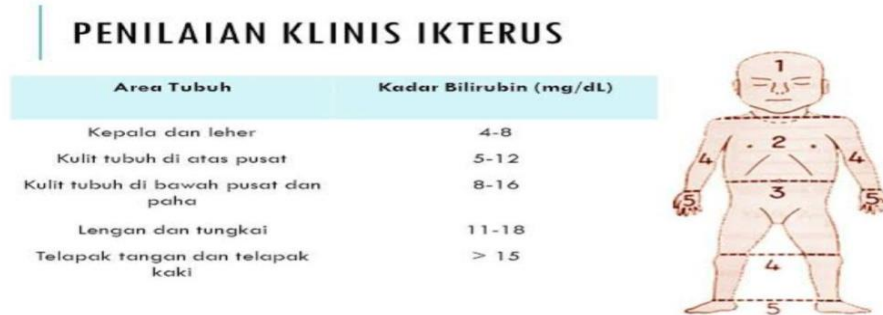 PENILAIAN KLINIS IKTERUS
Area Tubuh Kadar Bilirubin (mg/dL)
Kepala dan leher 4-8
Kulit tubuh di atas pusat 5-12
Kulit tubuh di bawah pusat dan paha 8-16
Lengan dan tungkai 11-18
Telapak tangan dan telapak kaki > 15
1
2
4 4
3
5 5
4
5